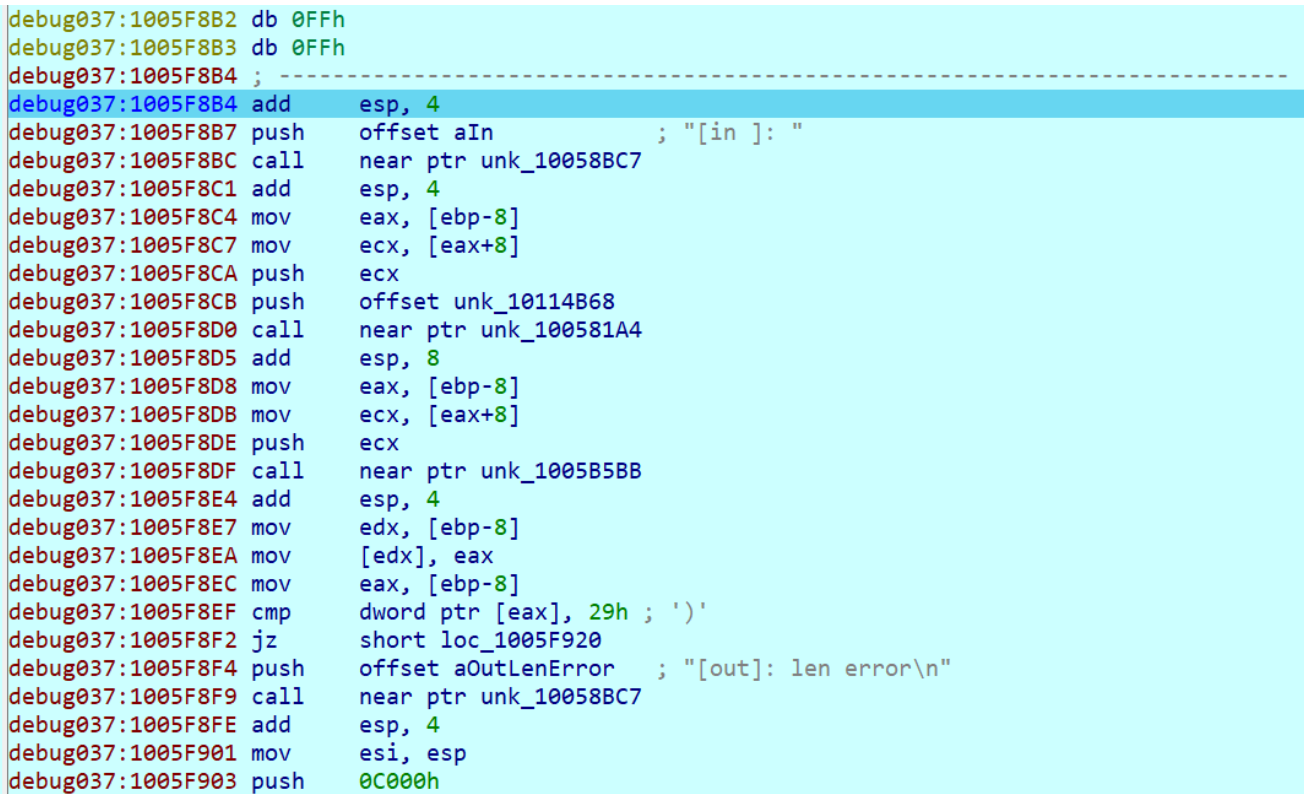 debug037:1005F8B2 db 0FFh
debug037:1005F8B3 db 0FFh
debug037:1005F8B4 ; ---------------------------------------------------------------------------
debug037:1005F8B4 add     esp, 4
debug037:1005F8B7 push    offset aIn            ; "[in ]: "
debug037:1005F8BC call    near ptr unk_10058BC7
debug037:1005F8C1 add     esp, 4
debug037:1005F8C4 mov     eax, [ebp-8]
debug037:1005F8C7 mov     ecx, [eax+8]
debug037:1005F8CA push    ecx
debug037:1005F8CB push    offset unk_10114B68
debug037:1005F8D0 call    near ptr unk_100581A4
debug037:1005F8D5 add     esp, 8
debug037:1005F8D8 mov     eax, [ebp-8]
debug037:1005F8DB mov     ecx, [eax+8]
debug037:1005F8DE push    ecx
debug037:1005F8DF call    near ptr unk_1005B5BB
debug037:1005F8E4 add     esp, 4
debug037:1005F8E7 mov     edx, [ebp-8]
debug037:1005F8EA mov     [edx], eax
debug037:1005F8EC mov     eax, [ebp-8]
debug037:1005F8EF cmp     dword ptr [eax], 29h ; ')'
debug037:1005F8F2 jz      short loc_1005F920
debug037:1005F8F4 push    offset aOutLenError   ; "[out]: len error\n"
debug037:1005F8F9 call    near ptr unk_10058BC7
debug037:1005F8FE add     esp, 4
debug037:1005F901 mov     esi, esp
debug037:1005F903 push    0C000h